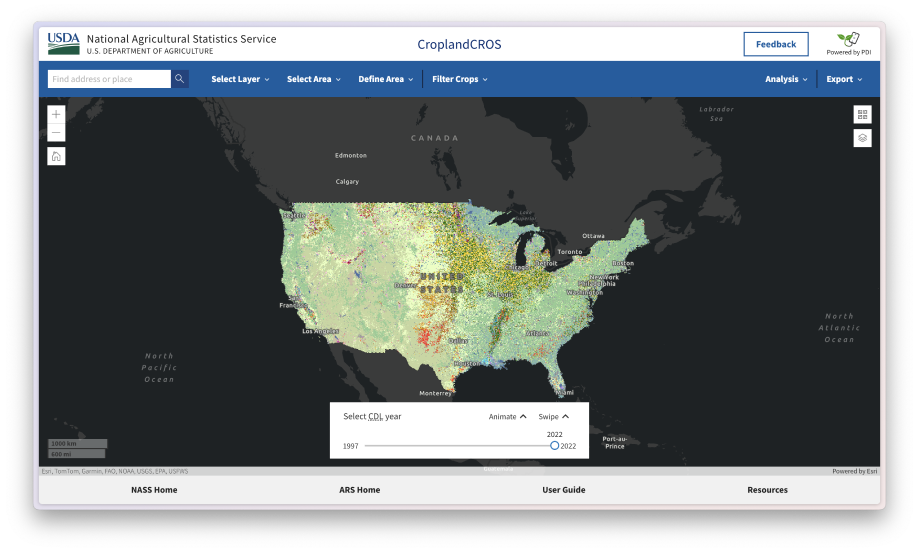 USDA
National Agricultural Statistics Service
U.S. DEPARTMENT OF AGRICULTURE
CroplandCROS
Feedback
Powered by PDI
Find address or place
Select Layer
Select Area
Define Area
Filter Crops
Analysis
Export
Labrador
Sea
CANADA
Edmonton
Calgary
Seattle
Lake
Superior
Ottawa
Toronto
Boston
Detroit
Chicago
New York
Philadelphia
Washington
UNITED
STATES
Denver
St. Louis
San
Francisco
Los Angeles
Atlanta
Dallas
Houston
North
Pacific
Ocean
North
Atlantic
Ocean
Monterrey
Miami
Select CDL year
Animate
Swipe
2022
1997
2022
Port-au-
Prince
1000 km
600 mi
Guatemala
Esri, TomTom, Garmin, FAO, NOAA, USGS, EPA, USFWS
Powered by Esri
NASS Home
ARS Home
User Guide
Resources